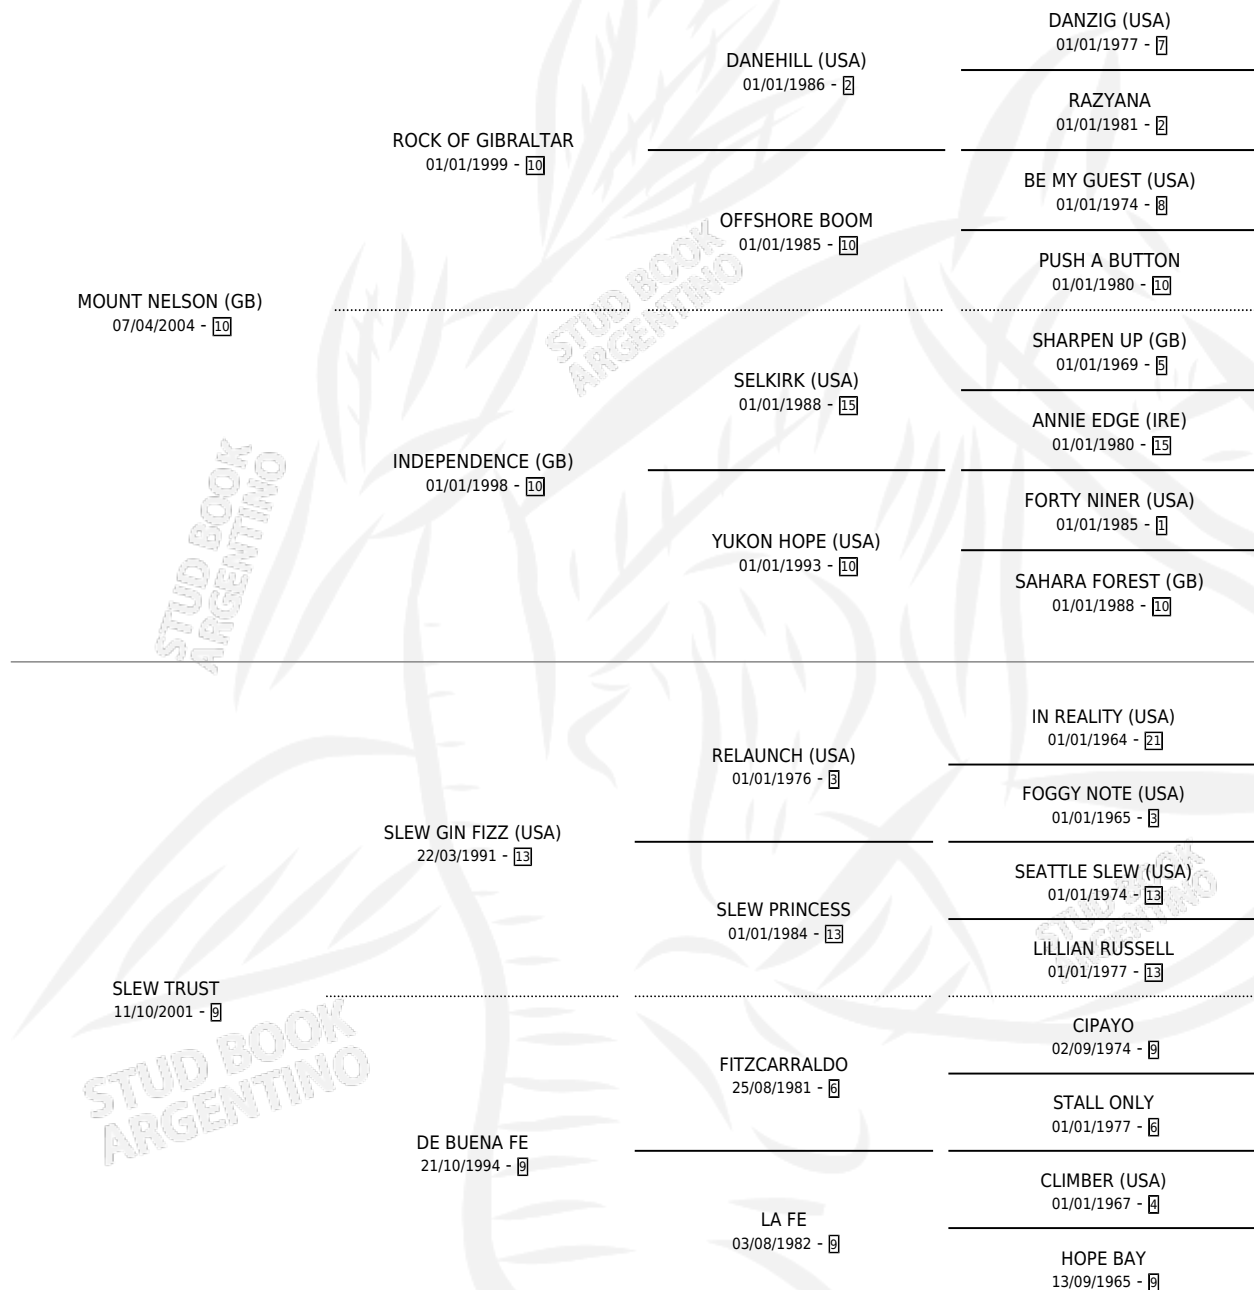 DANZIG (USA)
01/01/1977 - 7
DANEHILL (USA)
01/01/1986 - 2
RAZYANA
01/01/1981 - 2
ROCK OF GIBRALTAR
01/01/1999 - 10
BE MY GUEST (USA)
01/01/1974 - 8
OFFSHORE BOOM
01/01/1985 - 10
PUSH A BUTTON
01/01/1980 - 10
MOUNT NELSON (GB)
07/04/2004 - 10
STUD BOOK
ARGENTINO
SHARPEN UP (GB)
01/01/1969 - 5
SELKIRK (USA)
01/01/1988 - 15
ANNIE EDGE (IRE)
01/01/1980 - 15
INDEPENDENCE (GB)
01/01/1998 - 10
FORTY NINER (USA)
01/01/1985 - 1
YUKON HOPE (USA)
01/01/1993 - 10
SAHARA FOREST (GB)
01/01/1988 - 10
STUD BOOK
ARGENTINO
IN REALITY (USA)
01/01/1964 - 21
RELAUNCH (USA)
01/01/1976 - 3
FOGGY NOTE (USA)
01/01/1965 - 3
SLEW GIN FIZZ (USA)
22/03/1991 - 13
SEATTLE SLEW (USA)
01/01/1974 - 13
SLEW PRINCESS
01/01/1984 - 13
STUD BOOK
ARGENTINO
LILLIAN RUSSELL
01/01/1977 - 13
SLEW TRUST
11/10/2001 - 9
CIPAYO
02/09/1974 - 9
FITZCARRALDO
25/08/1981 - 6
STUD BOOK
ARGENTINO
STALL ONLY
01/01/1977 - 6
DE BUENA FE
21/10/1994 - 9
CLIMBER (USA)
01/01/1967 - 4
LA FE
03/08/1982 - 9
HOPE BAY
13/09/1965 - 9